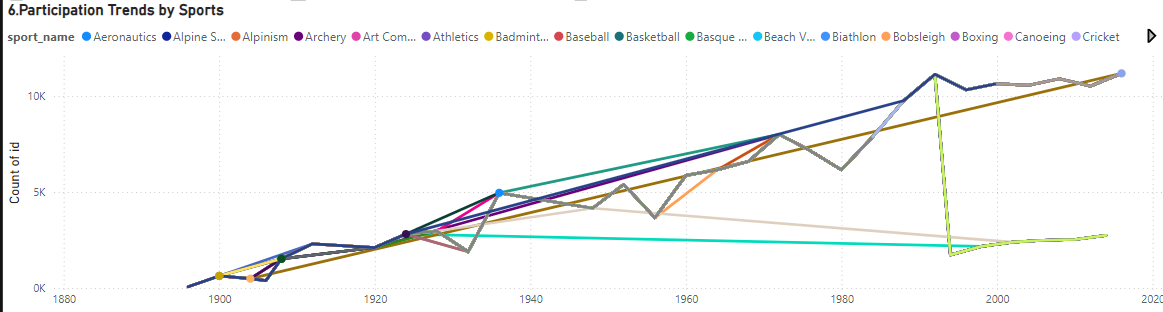 6.Participation Trends by Sports
sport_name Aeronautics Alpine S... Alpinism Archery Art Com... Athletics Badmint... Baseball Basketball Basque ... Beach V... Biathlon Bobsleigh Boxing Canoeing Cricket
10K
5K
0K
Count of id
1880 1900 1920 1940 1960 1980 2000 2020